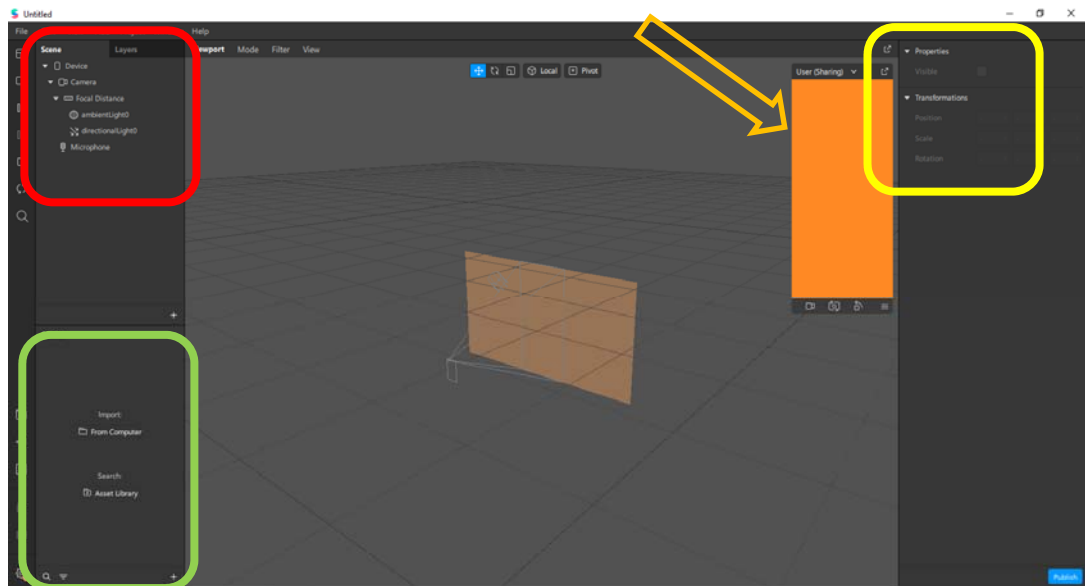 Untitled
File
Help
Scene
Layers
Viewport
Mode
Filter
View
Device
Camera
Focal Distance
ambientLight0
directionalLight0
Microphone
Local
Pivot
User (Sharing)
Properties
Visible
Transformations
Position
Scale
Rotation
Import:
From Computer
Search:
Asset Library
Publish